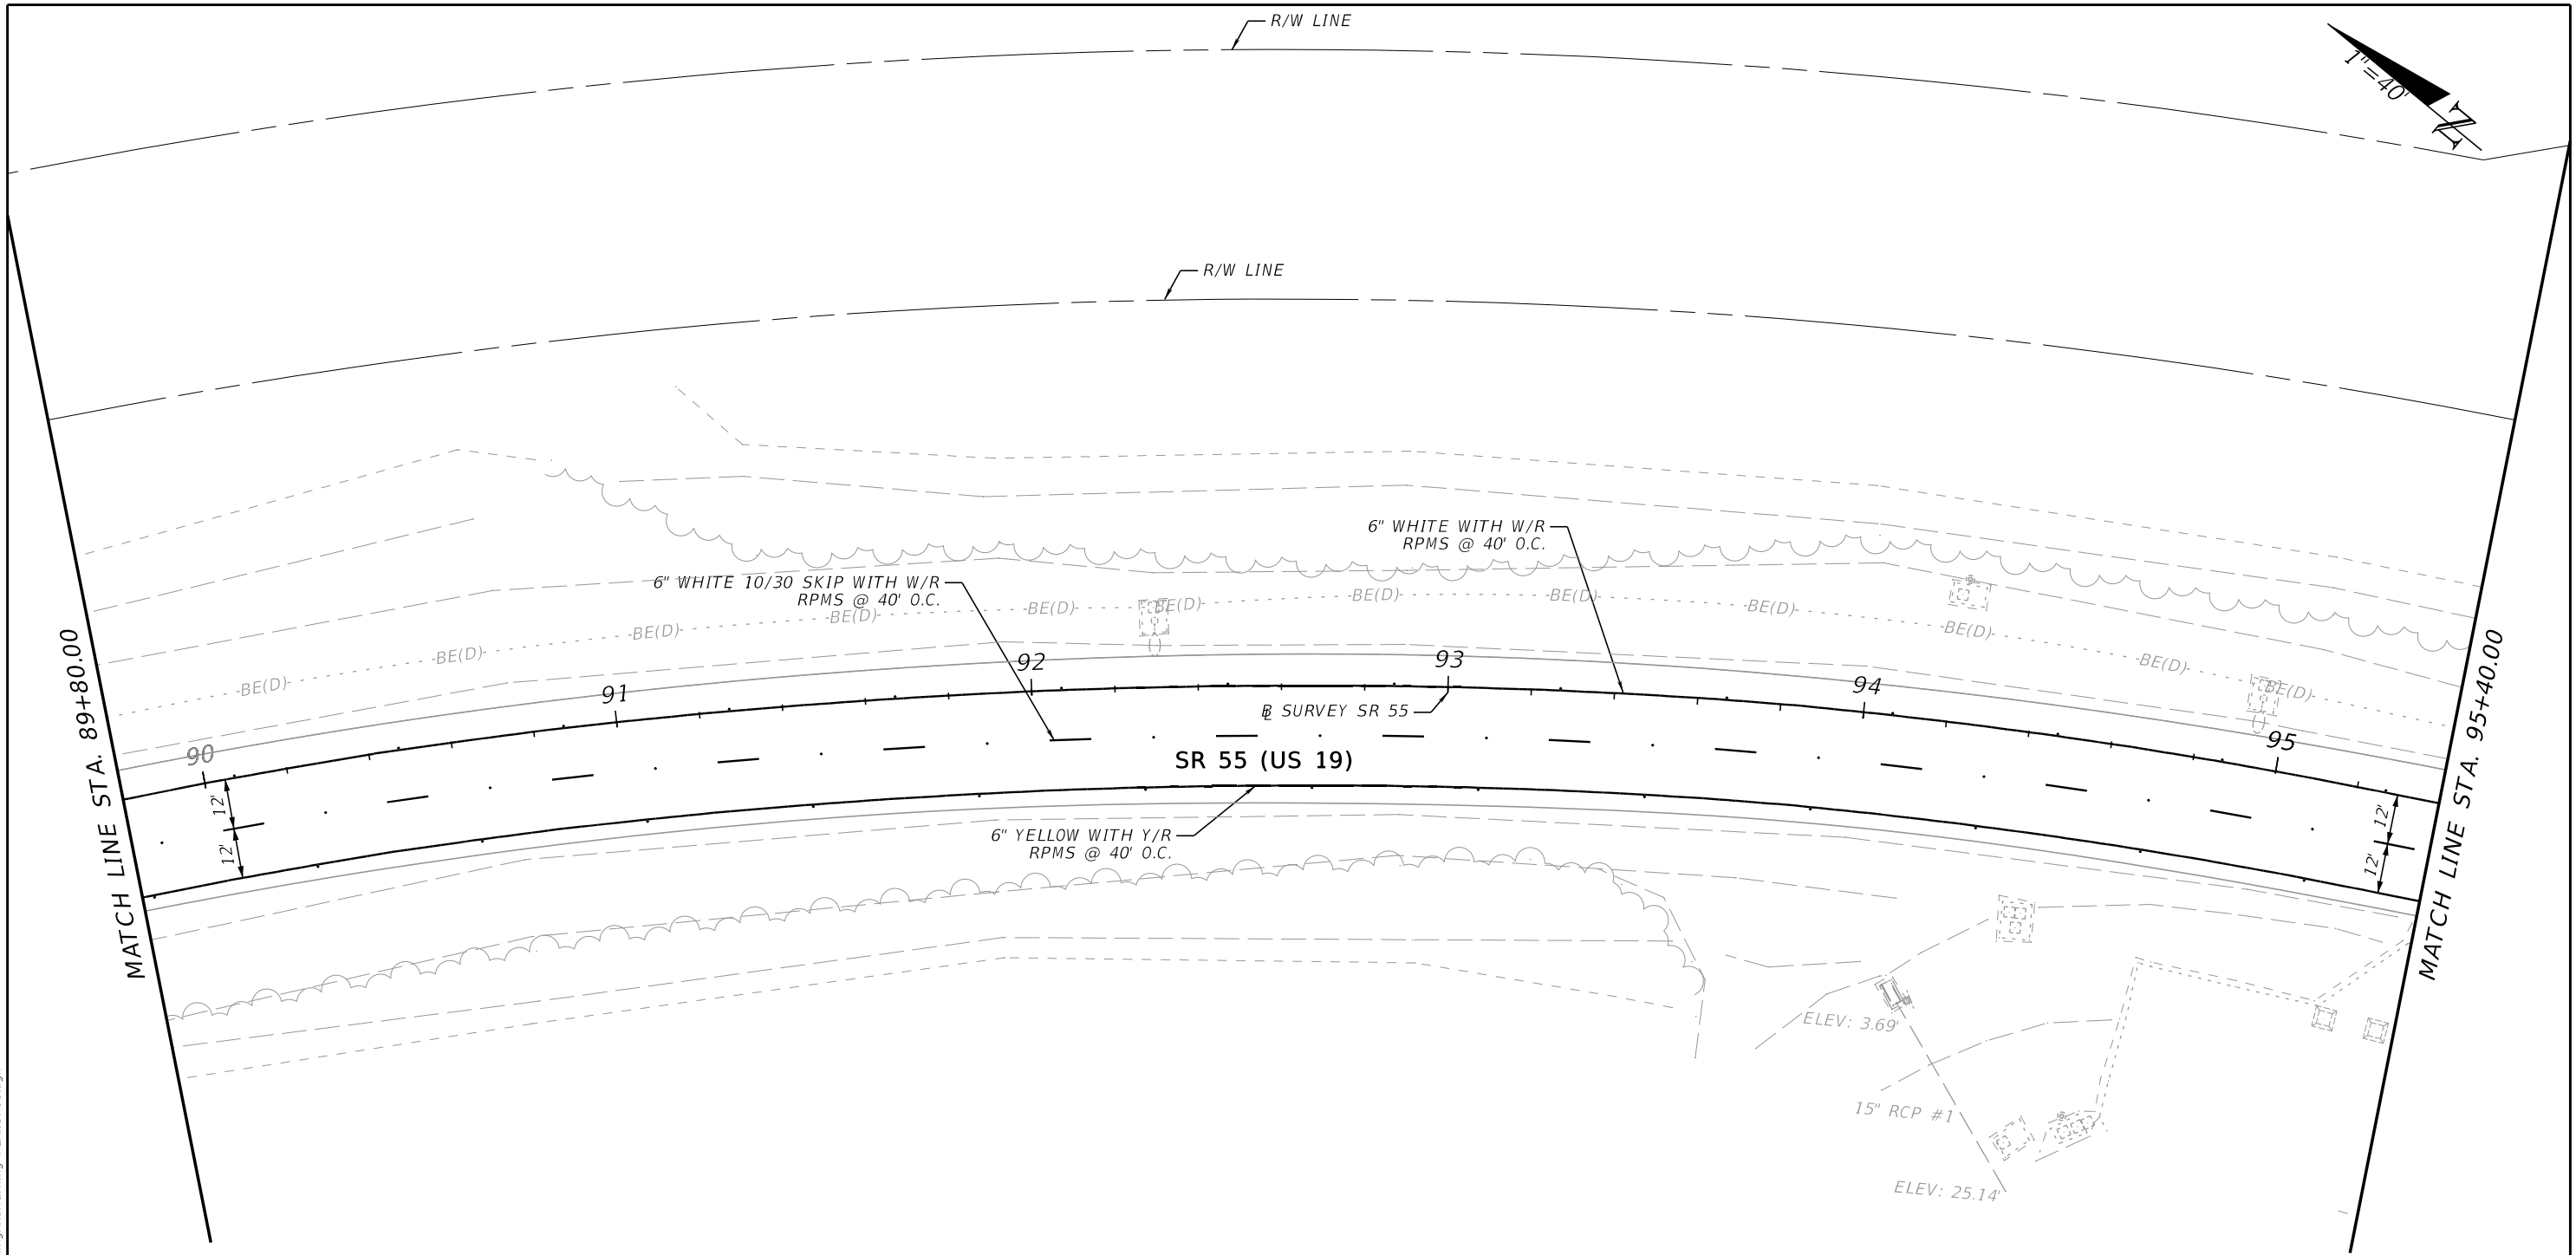 R/W LINE
1"=40'
N
R/W LINE
6" WHITE WITH W/R
RPMS @ 40' O.C.
6" WHITE 10/30 SKIP WITH W/R
RPMS @ 40' O.C.
BE(D)
BE(D)
BE(D)
BE(D)
BE(D)
BE(D)
BE(D)
BE(D)
BE(D)
BE(D)
BE(D)
BE(D)
90
91
92
93
94
95
B SURVEY SR 55
SR 55 (US 19)
12'
12'
12'
12'
6" YELLOW WITH Y/R
RPMS @ 40' O.C.
MATCH LINE STA. 89+80.00
MATCH LINE STA. 95+40.00
ELEV: 3.69'
15" RCP #1
ELEV: 25.14'